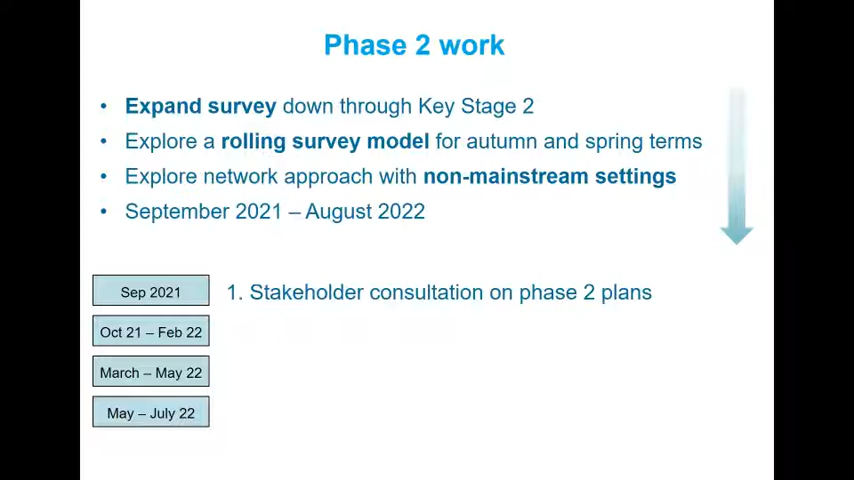 Phase 2 work
• Expand survey down through Key Stage 2
• Explore a rolling survey model for autumn and spring terms
• Explore network approach with non-mainstream settings
• September 2021 – August 2022
Sep 2021 1. Stakeholder consultation on phase 2 plans
Oct 21 – Feb 22
March – May 22
May – July 22